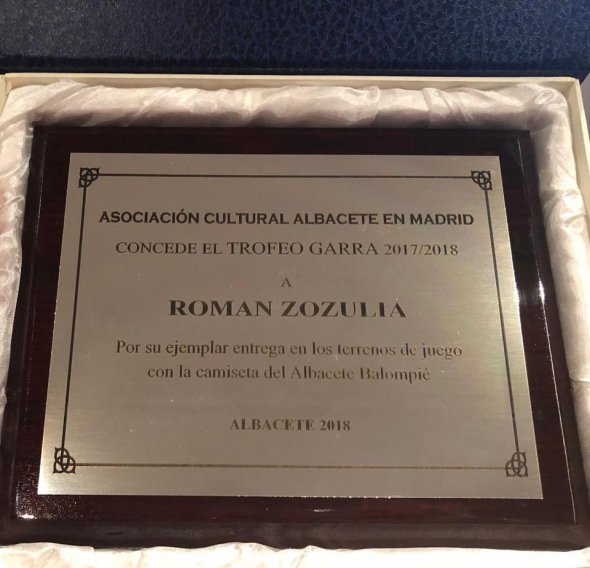 ASOCIACIÓN CULTURAL ALBACETE EN MADRID
CONCEDE EL TROFEO GARRA 2017/2018
A
ROMAN ZOZULIA
Por su ejemplar entrega en los terrenos de juego
con la camiseta del Albacete Balompié
ALBACETE 2018